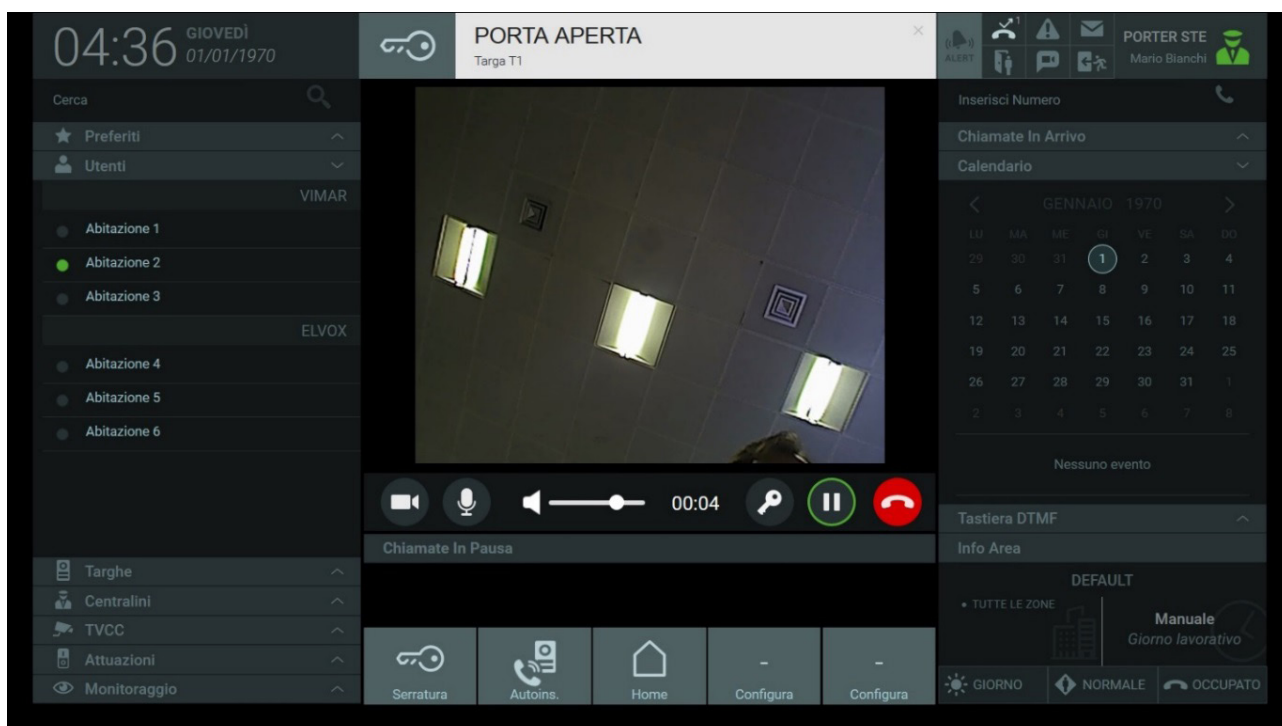 04:36
GIOVEDÌ
01/01/1970
Cerca
Preferiti
Utenti
VIMAR
Abitazione 1
Abitazione 2
Abitazione 3
ELVOX
Abitazione 4
Abitazione 5
Abitazione 6
Targhe
Centralini
TVCC
Attuazioni
Monitoraggio
PORTA APERTA
Targa T1
00:04
Chiamate In Pausa
Serratura
Autoins.
Home
-
Configura
-
Configura
ALERT
1
PORTER STE
Mario Bianchi
Inserisci Numero
Chiamate In Arrivo
Calendario
GENNAIO 1970
LU MA ME GI VE SA DO
29 30 31 1 2 3 4
5 6 7 8 9 10 11
12 13 14 15 16 17 18
19 20 21 22 23 24 25
26 27 28 29 30 31 1
2 3 4 5 6 7 8
Nessuno evento
Tastiera DTMF
Info Area
DEFAULT
• TUTTE LE ZONE
Manuale
Giorno lavorativo
GIORNO
NORMALE
OCCUPATO